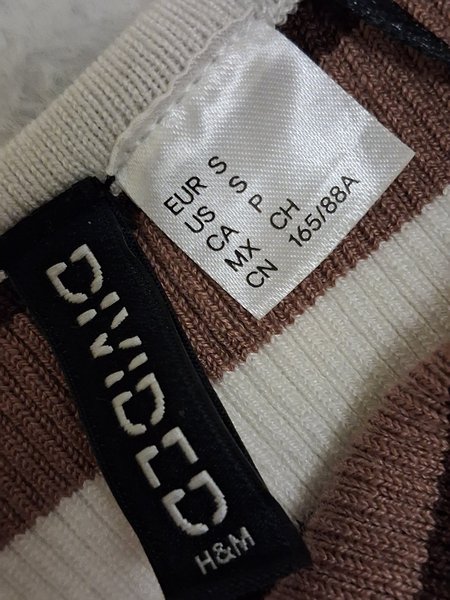 EUR S
US S
CA P
MX CH
CN 165/88A
DIVIDED
H&M